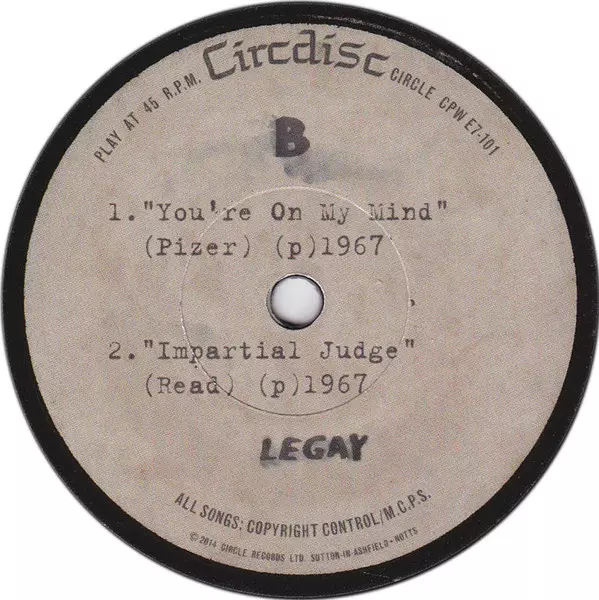 Circdisc
PLAY AT 45 R.P.M.
CIRCLE CPW E7-101
B
1."You're On My Mind"
(Pizer) (p)1967
2."Impartial Judge"
(Read) (p)1967
LEGAY
ALL SONGS; COPYRIGHT CONTROL/M.C.P.S.
© 2014 CIRCLE RECORDS LTD. SUTTON-IN-ASHFIELD-NOTTS